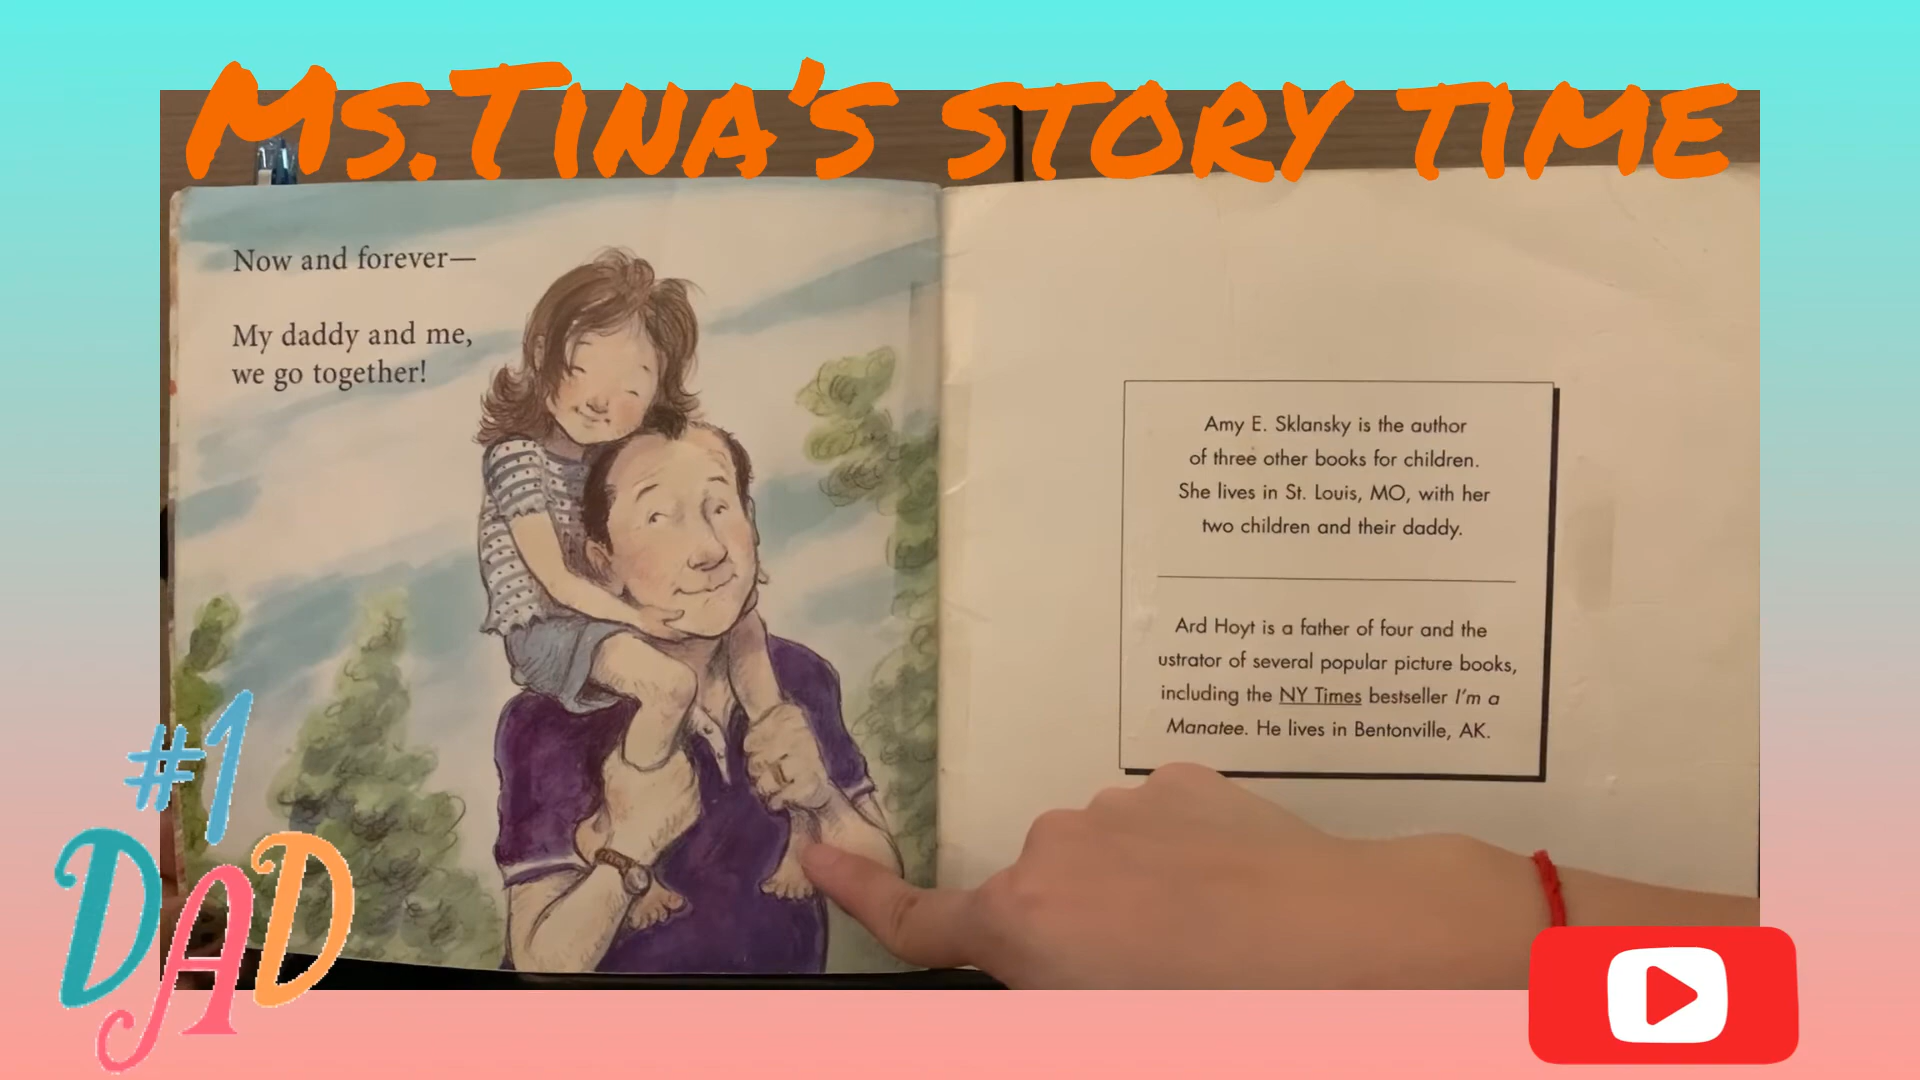 Ms.Tina's story time
Now and forever—
My daddy and me,
we go together!
Amy E. Sklansky is the author
of three other books for children.
She lives in St. Louis, MO, with her
two children and their daddy.
Ard Hoyt is a father of four and the
ustrator of several popular picture books,
including the NY Times bestseller I'm a
Manatee. He lives in Bentonville, AK.
#1
DAD